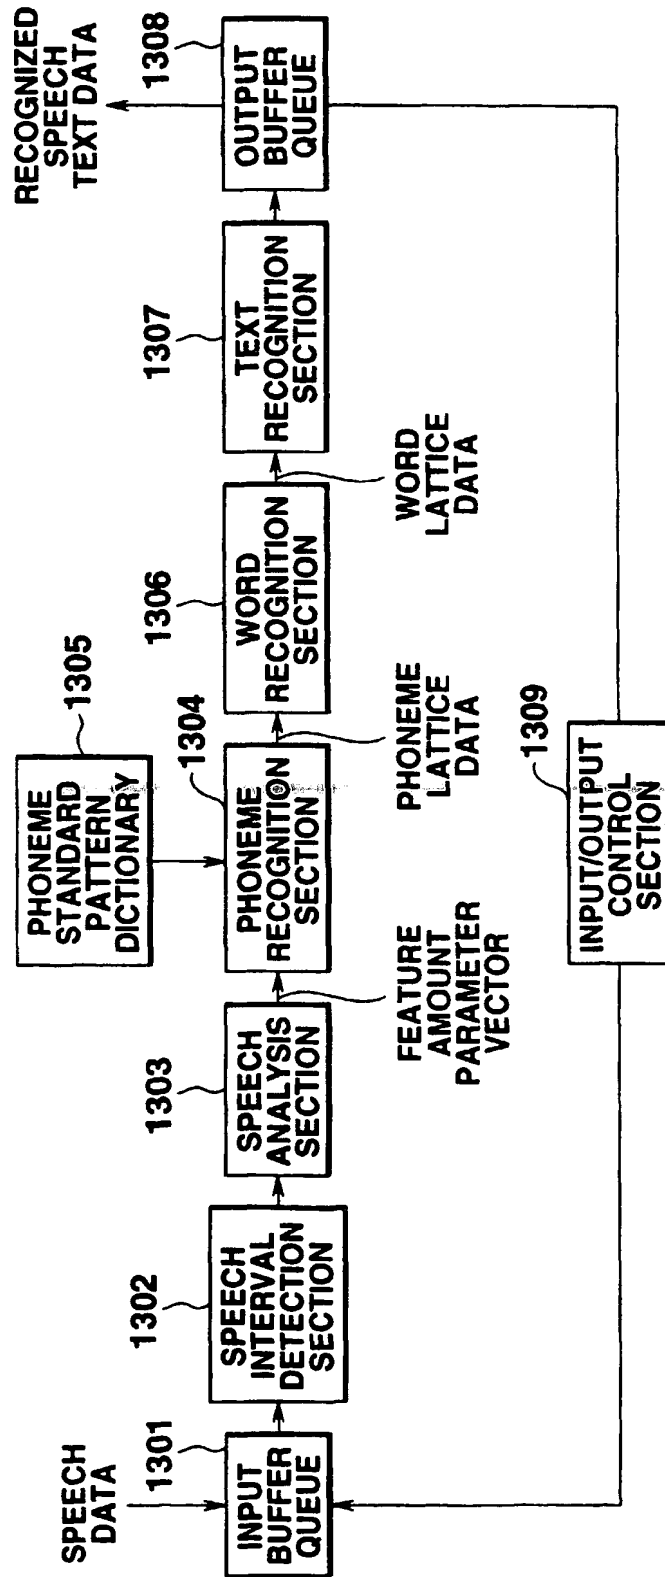 SPEECH
DATA
1301
INPUT
BUFFER
QUEUE
1302
SPEECH
INTERVAL
DETECTION
SECTION
1303
SPEECH
ANALYSIS
SECTION
FEATURE
AMOUNT
PARAMETER
VECTOR
PHONEME
STANDARD
PATTERN
DICTIONARY
1305
1304
PHONEME
RECOGNITION
SECTION
PHONEME
LATTICE
DATA
1306
WORD
RECOGNITION
SECTION
WORD
LATTICE
DATA
1307
TEXT
RECOGNITION
SECTION
RECOGNIZED
SPEECH
TEXT DATA
1308
OUTPUT
BUFFER
QUEUE
1309
INPUT/OUTPUT
CONTROL
SECTION